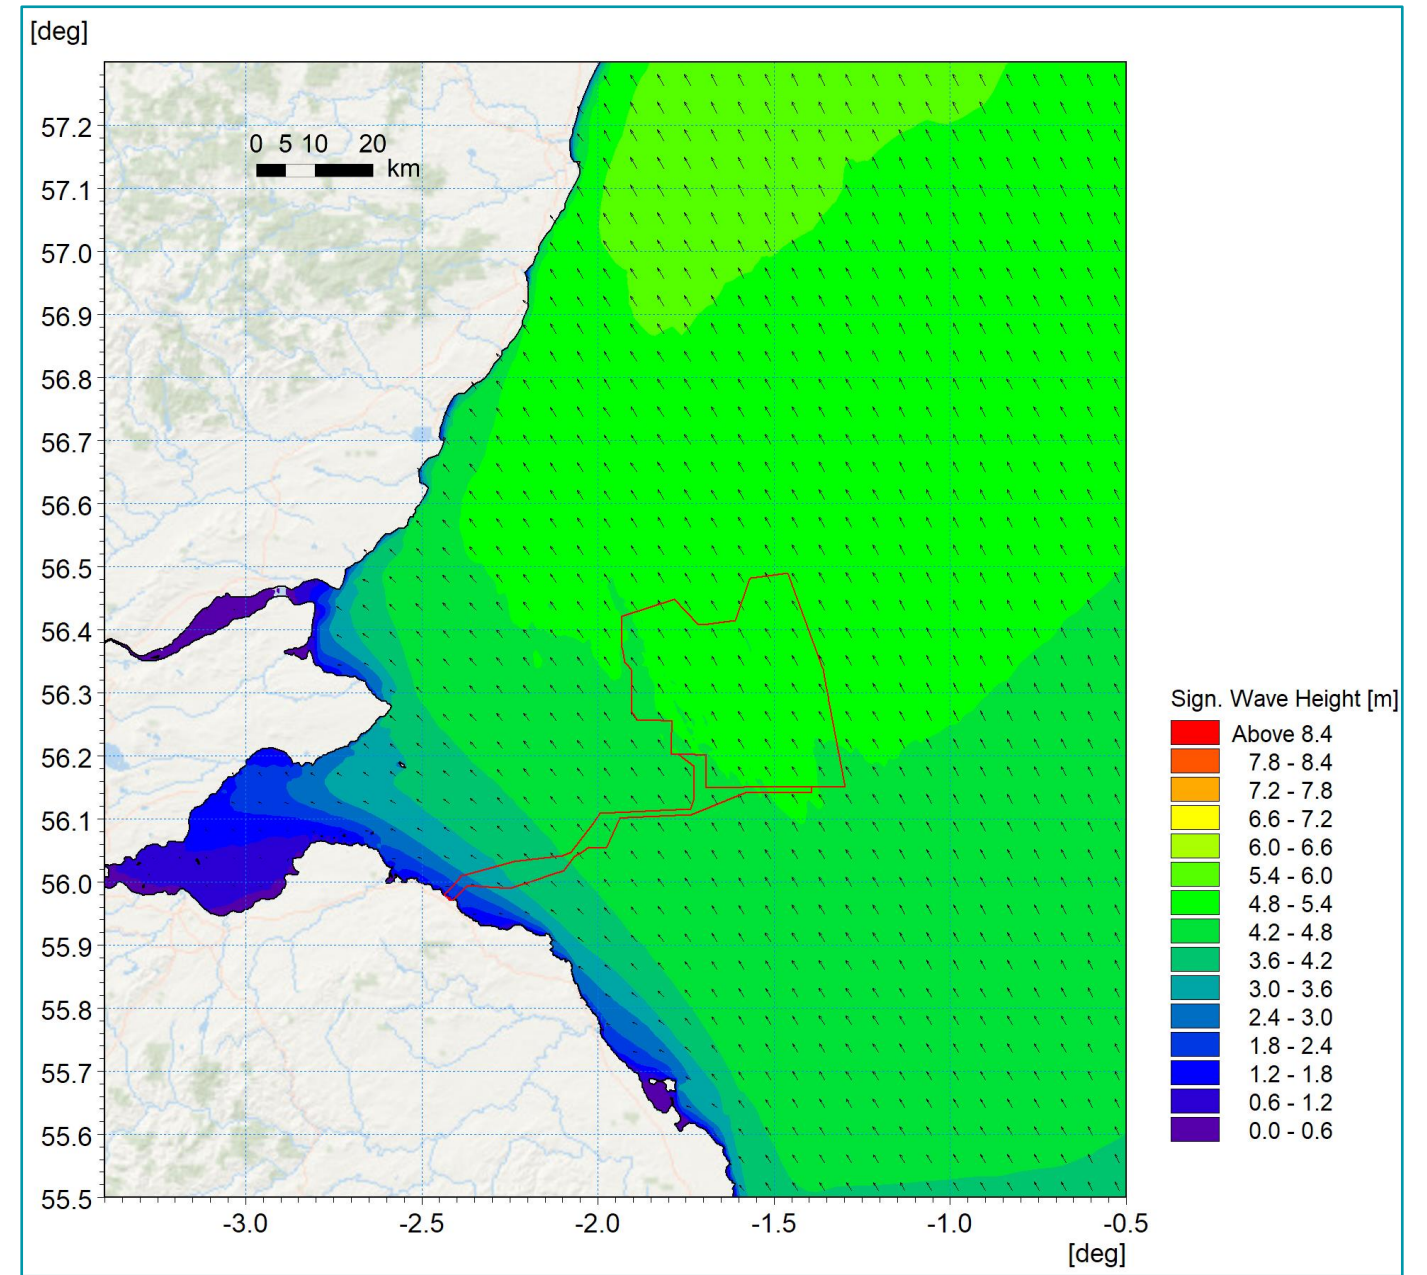 [deg]
57.2
0 5 10 20
km
57.1
57.0
56.9
56.8
56.7
56.6
56.5
56.4
56.3
56.2
56.1
56.0
55.9
55.8
55.7
55.6
55.5
-3.0 -2.5 -2.0 -1.5 -1.0 -0.5
[deg]
Sign. Wave Height [m]
Above 8.4
7.8 - 8.4
7.2 - 7.8
6.6 - 7.2
6.0 - 6.6
5.4 - 6.0
4.8 - 5.4
4.2 - 4.8
3.6 - 4.2
3.0 - 3.6
2.4 - 3.0
1.8 - 2.4
1.2 - 1.8
0.6 - 1.2
0.0 - 0.6